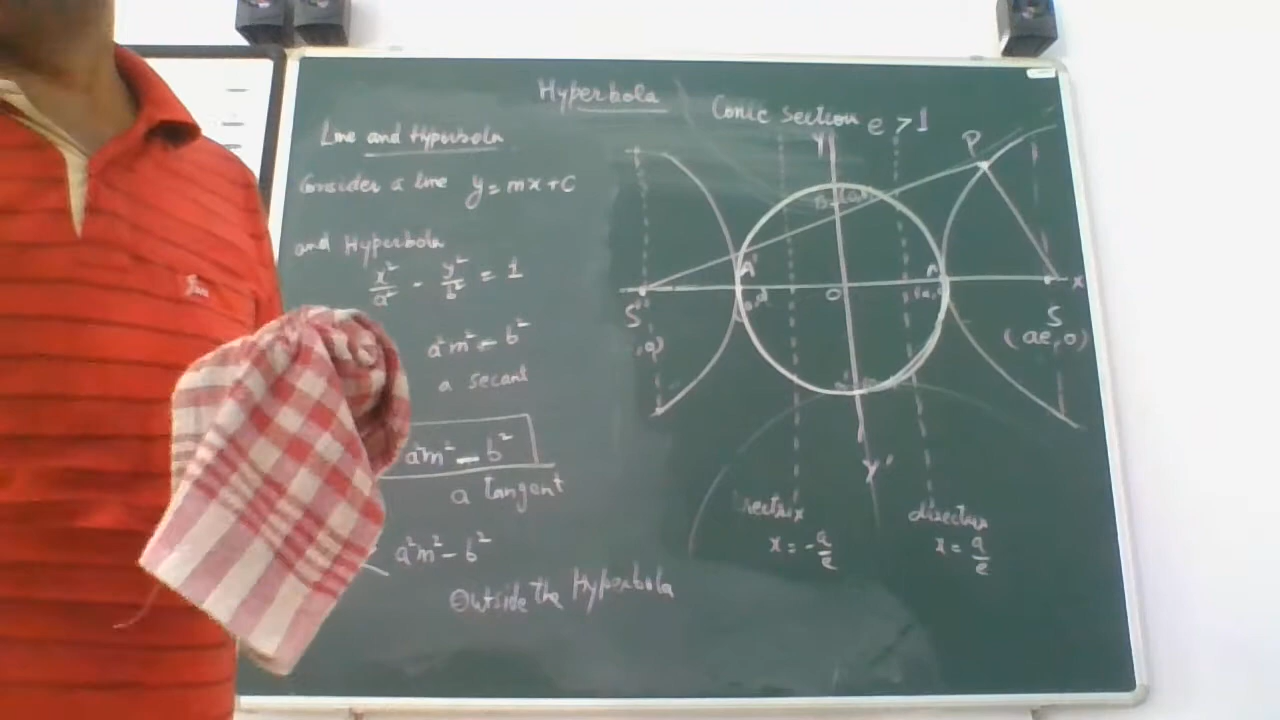 Hyperbola
Conic Section e > 1
Line and Hyperbola
Consider a line y = mx + c
and Hyperbola
x²/a² - y²/b² = 1
a²m² - b²
a secant
a²m² - b²
a tangent
a²m² - b²
Outside the Hyperbola
Y
P
B
A'
A
O
X
S'
S
(ae, 0)
Y'
directrix
x = a/e
x = -a/e